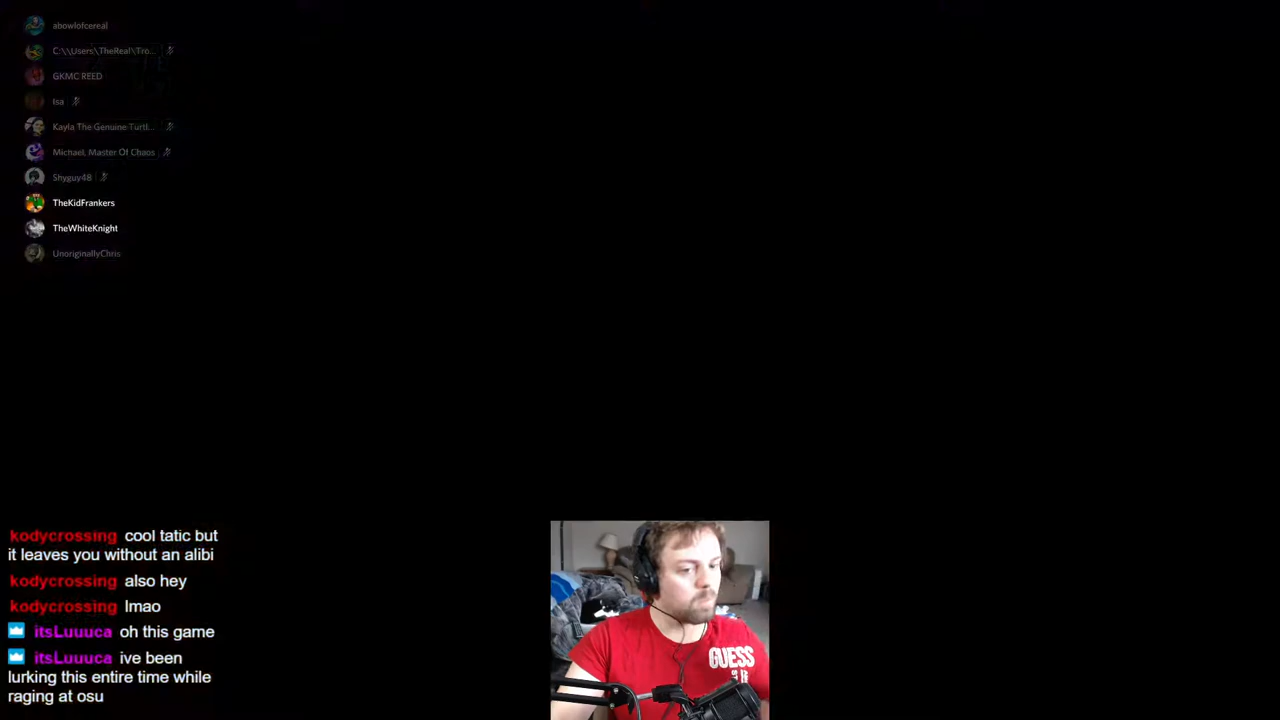 abowlofcereal
C:\\Users\TheReal\Tro...
GKMC REED
Isa
Kayla The Genuine Turtl...
Michael, Master Of Chaos
Shyguy48
TheKidFrankers
TheWhiteKnight
UnoriginallyChris
kodycrossing cool tatic but
it leaves you without an alibi
kodycrossing also hey
kodycrossing lmao
itsLuuuca oh this game
itsLuuuca ive been
lurking this entire time while
raging at osu
GUESS